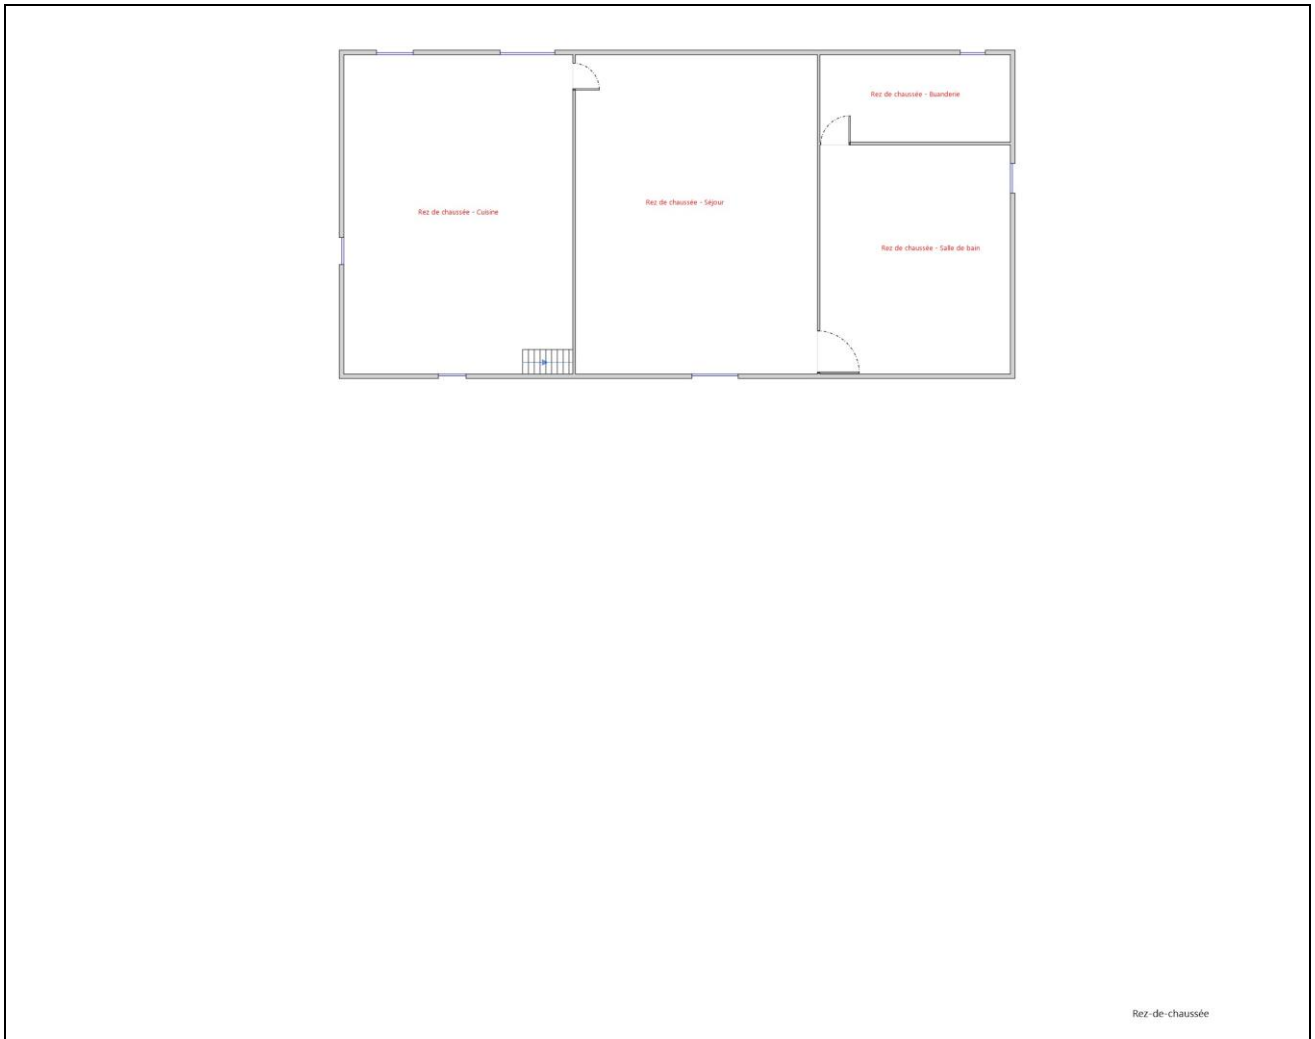 Rez de chaussée - Buanderie
Rez de chaussée - Séjour
Rez de chaussée - Cuisine
Rez de chaussée - Salle de bain
Rez-de-chaussée